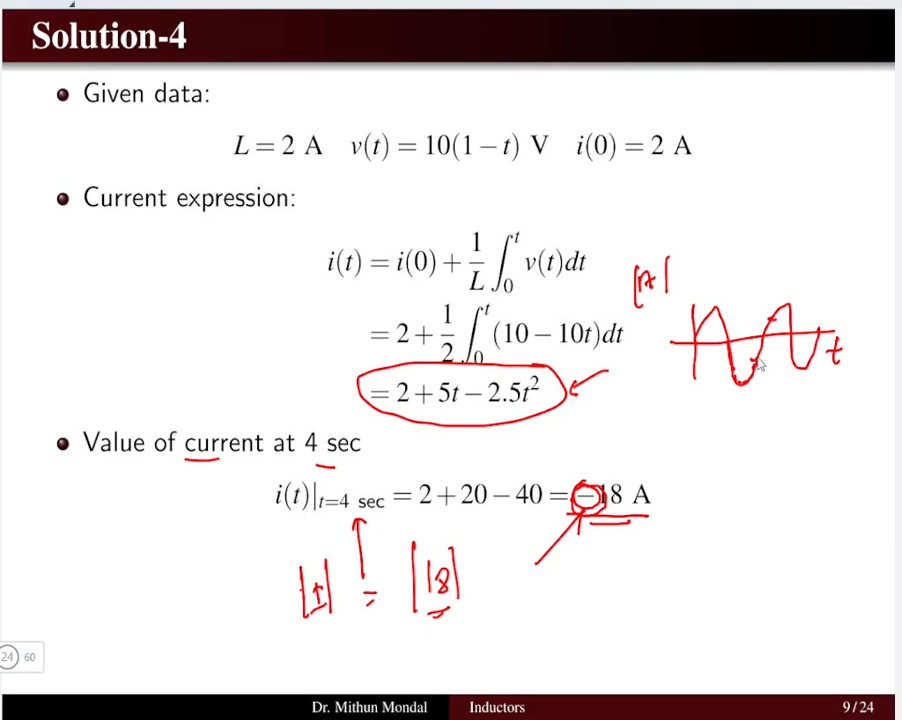 Solution-4
Given data:
L = 2 A v(t) = 10(1 − t) V i(0) = 2 A
Current expression:
i(t) = i(0) + 1/L ∫₀ᵗ v(t)dt
= 2 + 1/2 ∫₀ᵗ (10 − 10t)dt
= 2 + 5t − 2.5t²
t
Value of current at 4 sec
i(t)|t=4 sec = 2 + 20 − 40 = −18 A
= |18|
24 60
Dr. Mithun Mondal Inductors 9/24